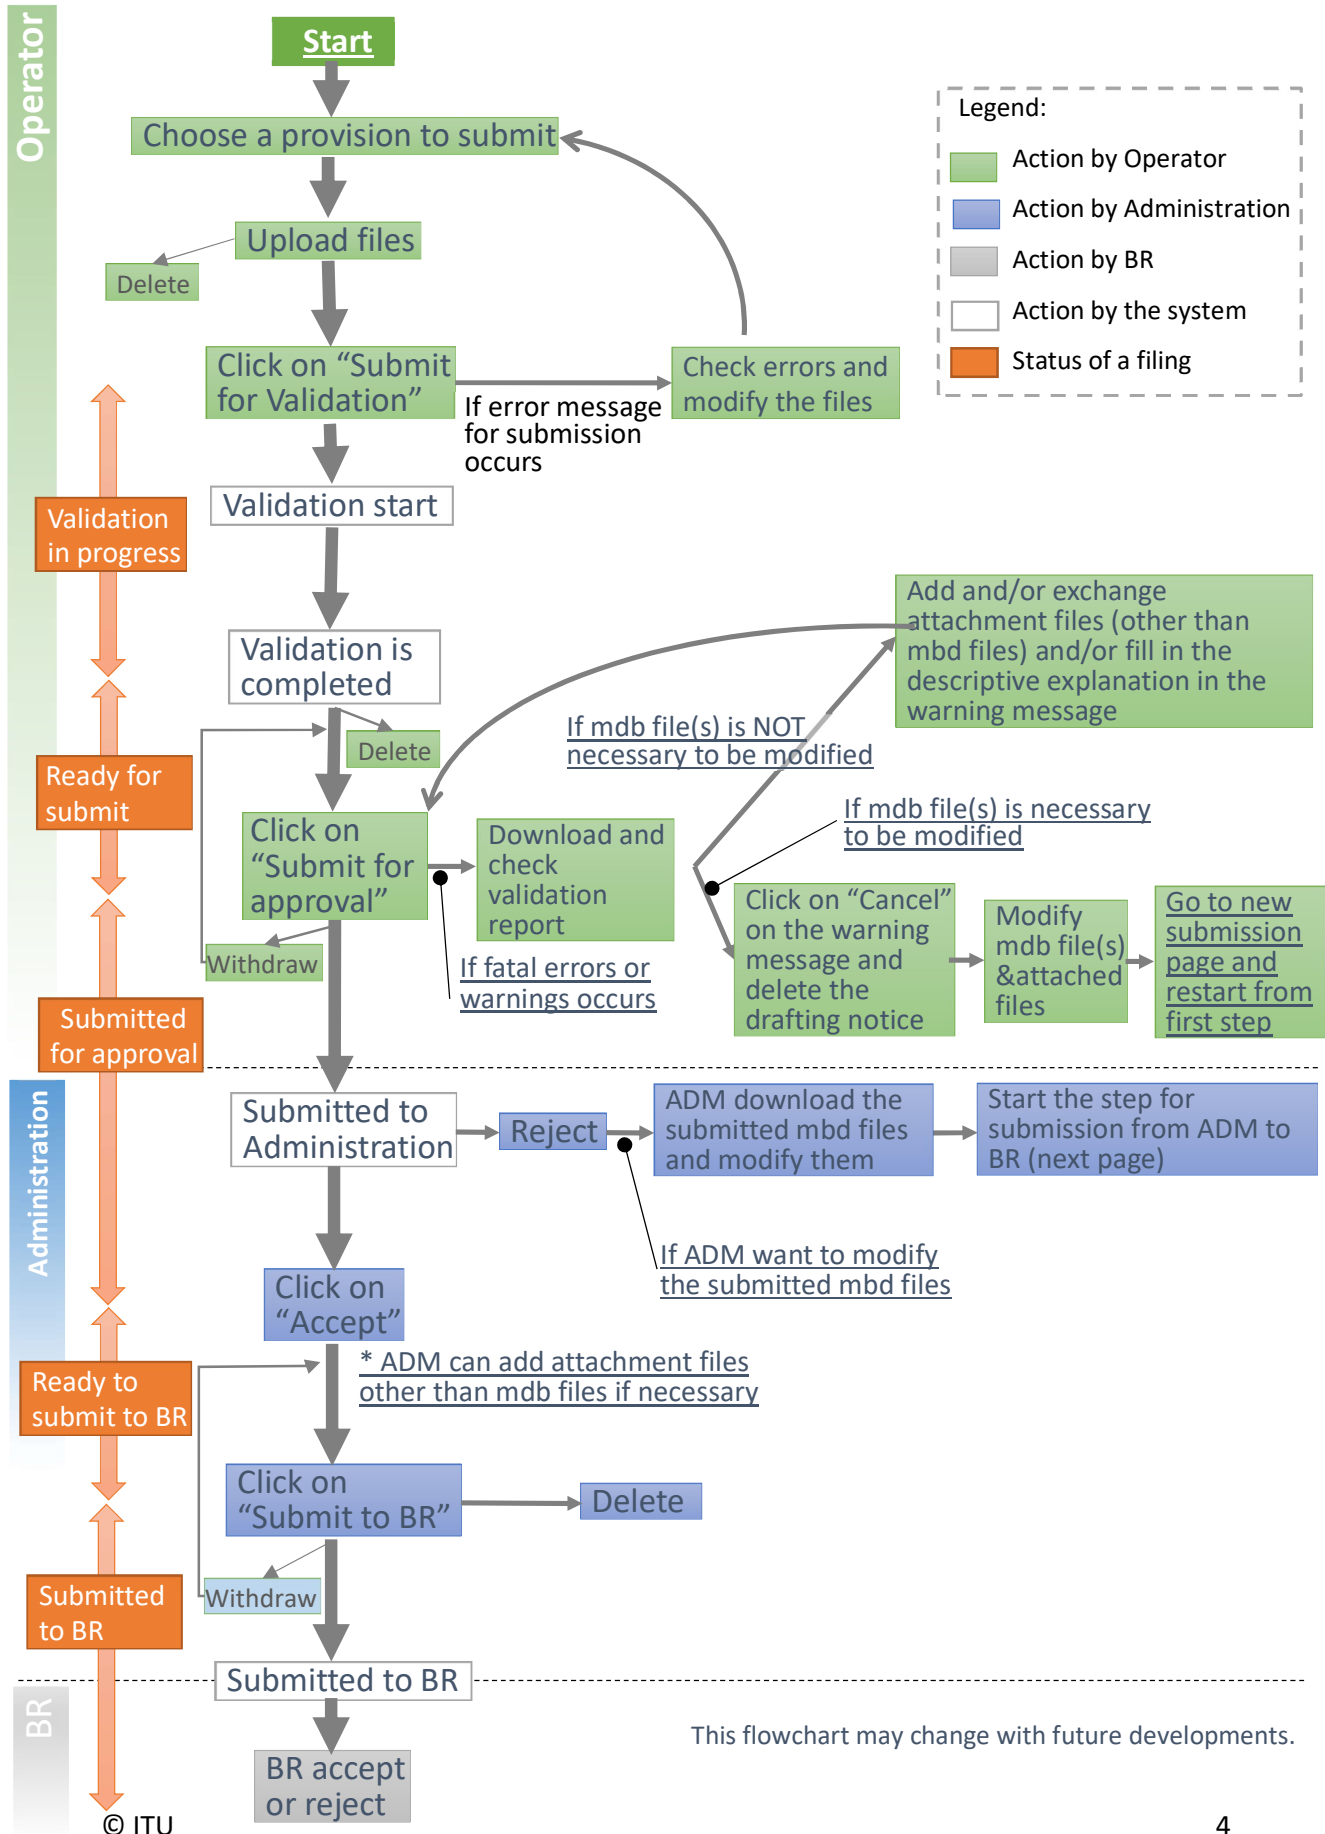 Operator
Start
Legend:
Action by Operator
Action by Administration
Action by BR
Action by the system
Status of a filing
Choose a provision to submit
Upload files
Delete
Click on “Submit
for Validation”
If error message
for submission
occurs
Check errors and
modify the files
Validation start
Validation
in progress
Validation is
completed
Delete
Add and/or exchange
attachment files (other than
mbd files) and/or fill in the
descriptive explanation in the
warning message
If mdb file(s) is NOT
necessary to be modified
Ready for
submit
Click on
“Submit for
approval”
Download and
check
validation
report
If mdb file(s) is necessary
to be modified
Click on “Cancel”
on the warning
message and
delete the
drafting notice
Modify
mdb file(s)
&attached
files
Go to new
submission
page and
restart from
first step
Withdraw
If fatal errors or
warnings occurs
Submitted
for approval
Administration
Submitted to
Administration
Reject
ADM download the
submitted mbd files
and modify them
Start the step for
submission from ADM to
BR (next page)
If ADM want to modify
the submitted mbd files
Click on
“Accept”
* ADM can add attachment files
other than mdb files if necessary
Ready to
submit to BR
Click on
“Submit to BR”
Delete
Withdraw
Submitted
to BR
Submitted to BR
BR
This flowchart may change with future developments.
BR accept
or reject
© ITU
4